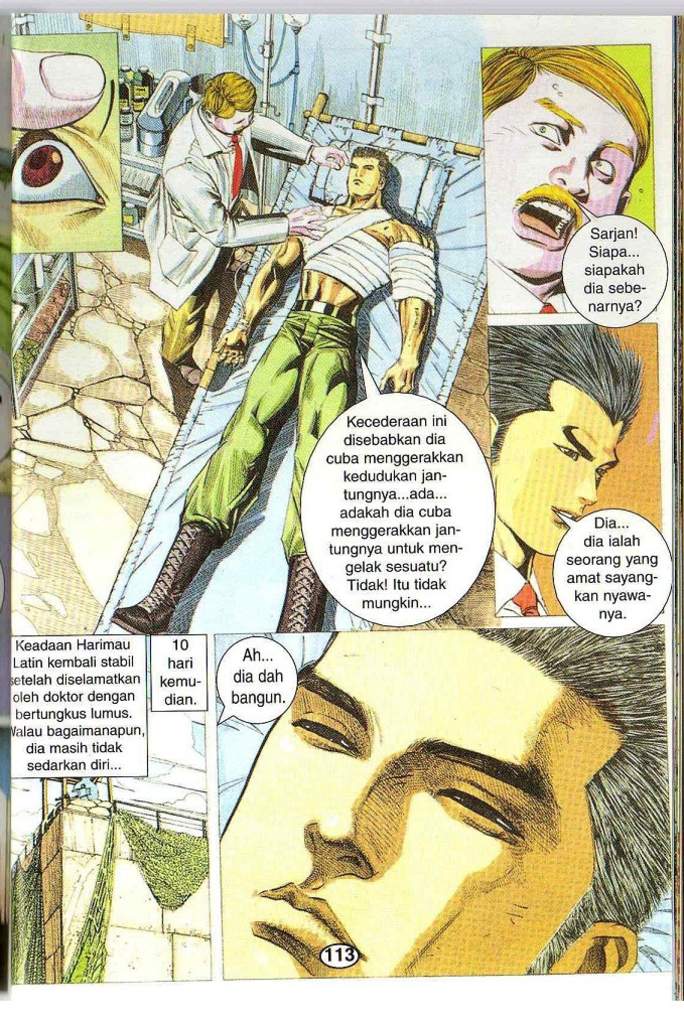 Sarjan!
Siapa...
siapakah
dia sebe-
narnya?
Kecederaan ini
disebabkan dia
cuba menggerakkan
kedudukan jan-
tungnya...ada...
adakah dia cuba
menggerakkan jan-
tungnya untuk men-
gelak sesuatu?
Tidak! Itu tidak
mungkin...
Dia...
dia ialah
seorang yang
amat sayang-
kan nyawa-
nya.
Keadaan Harimau
Latin kembali stabil
setelah diselamatkan
oleh doktor dengan
bertungkus lumus.
Walau bagaimanapun,
dia masih tidak
sedarkan diri...
10
hari
kemu-
dian.
Ah...
dia dah
bangun.
113